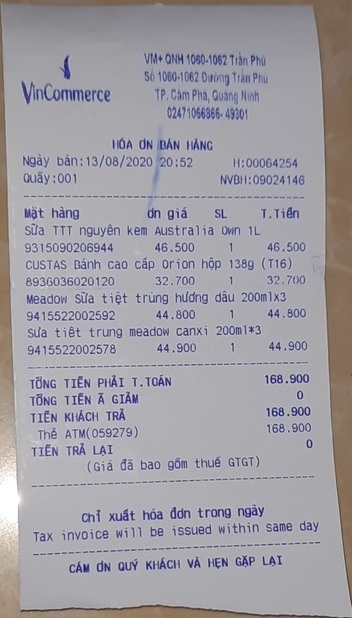 VinCommerce
VM+ QNH 1060-1062 Trần Phú
Số 1060-1062 Đường Trần Phú
TP. Cẩm Phả, Quảng Ninh
02471066866- 49301
HÓA ƠN BÁN HÀNG
Ngày bán:13/08/2020 20:52 H:00064254
Quầy:001 NVBH:09024146
Mặt hàng ơn giá SL T.Tiền
Sữa TTT nguyên kem Australia Own 1L
9315090206944 46.500 1 46.500
CUSTAS Bánh cao cấp Orion hộp 138g (T16)
8936036020120 32.700 1 32.700
Meadow Sữa tiệt trùng hương dâu 200mlx3
9415522002592 44.800 1 44.800
Sưa tiêt trung meadow canxi 200ml*3
9415522002578 44.900 1 44.900
TỔNG TIỀN PHẢI T.TOÁN 168.900
TỔNG TIỀN Ã GIẢM 0
TIỀN KHÁCH TRẢ 168.900
Thẻ ATM(059279) 168.900
TIỀN TRẢ LẠI 0
(Giá đã bao gồm thuế GTGT)
Chỉ xuất hóa đơn trong ngày
Tax invoice will be issued within same day
CÁM ƠN QUÝ KHÁCH VÀ HẸN GẶP LẠI